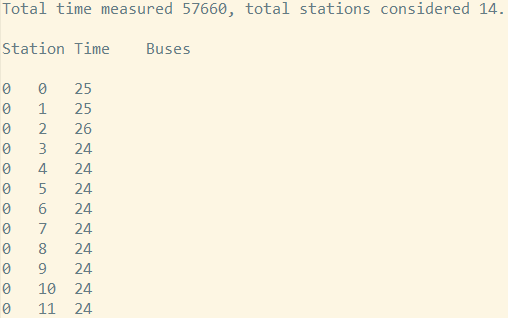 Total time measured 57660, total stations considered 14.
Station Time Buses
0 0 25
0 1 25
0 2 26
0 3 24
0 4 24
0 5 24
0 6 24
0 7 24
0 8 24
0 9 24
0 10 24
0 11 24